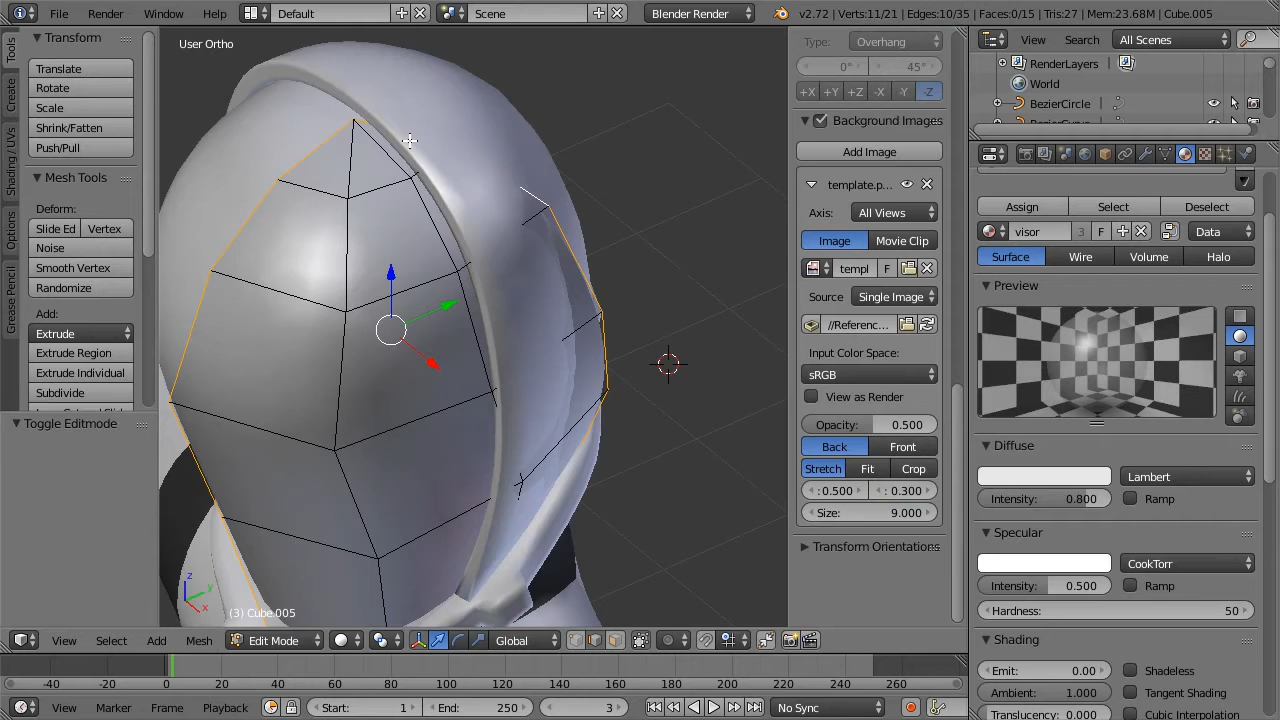 File Render Window Help Default Scene Blender Render v2.72 | Verts:11/21 | Edges:10/35 | Faces:0/15 | Tris:27 | Mem:23.68M | Cube.005
Tools
Create
Shading / UVs
Options
Grease Pencil
Transform
Translate
Rotate
Scale
Shrink/Fatten
Push/Pull
Mesh Tools
Deform:
Slide Ed Vertex
Noise
Smooth Vertex
Randomize
Add:
Extrude
Extrude Region
Extrude Individual
Subdivide
Toggle Editmode
User Ortho
(3) Cube.005
z
y
x
Type: Overhang
0° 45°
+X +Y +Z -X -Y -Z
Background Images
Add Image
template.p...
Axis: All Views
Image Movie Clip
templ F
Source Single Image
//Referenc...
Input Color Space:
sRGB
View as Render
Opacity: 0.500
Back Front
Stretch Fit Crop
:0.500 : 0.300
Size: 9.000
Transform Orientations
View Search All Scenes
RenderLayers
World
BezierCircle
Assign Select Deselect
visor 3 F Data
Surface Wire Volume Halo
Preview
Diffuse
Lambert
Intensity: 0.800 Ramp
Specular
CookTorr
Intensity: 0.500 Ramp
Hardness: 50
Shading
Emit: 0.00 Shadeless
Ambient: 1.000 Tangent Shading
Translucency: 0.000 Cubic Interpolation
View Select Add Mesh Edit Mode Global
-40 -20 0 20 40 60 80 100 120 140 160 180 200 220 240 260
View Marker Frame Playback Start: 1 End: 250 3 No Sync